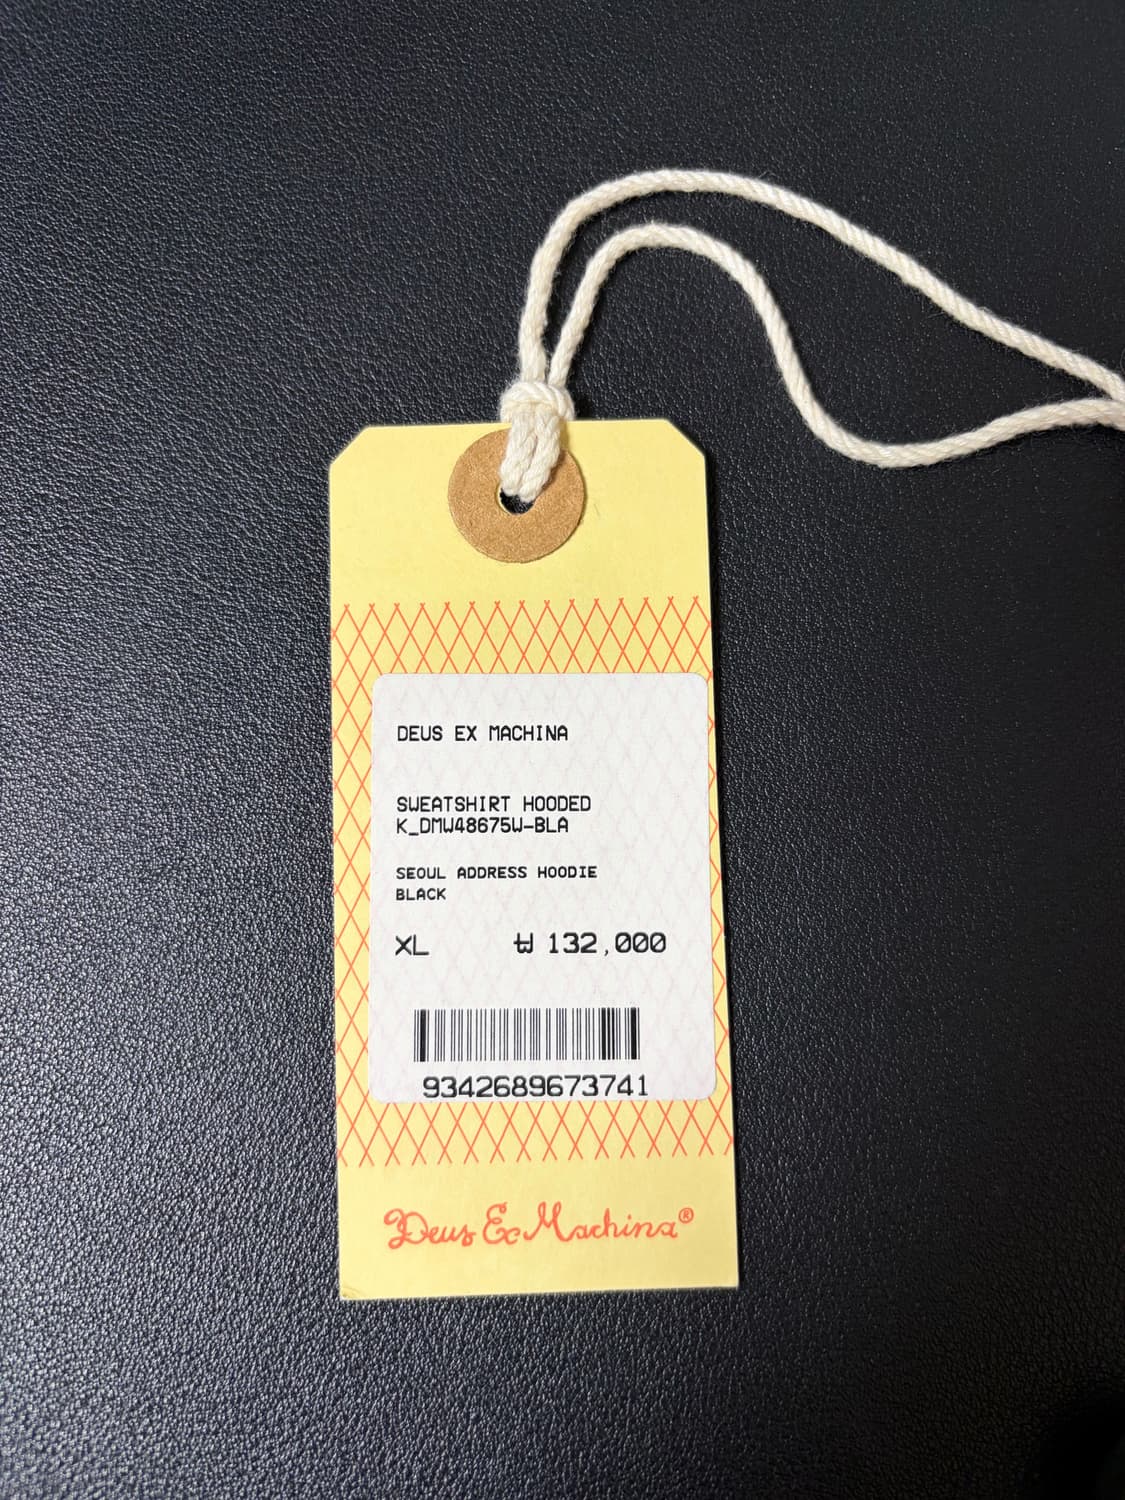 DEUS EX MACHINA
SWEATSHIRT HOODED
K_DMW48675W-BLA
SEOUL ADDRESS HOODIE
BLACK
XL ₩ 132,000
9342689673741
Deus Ex Machina®